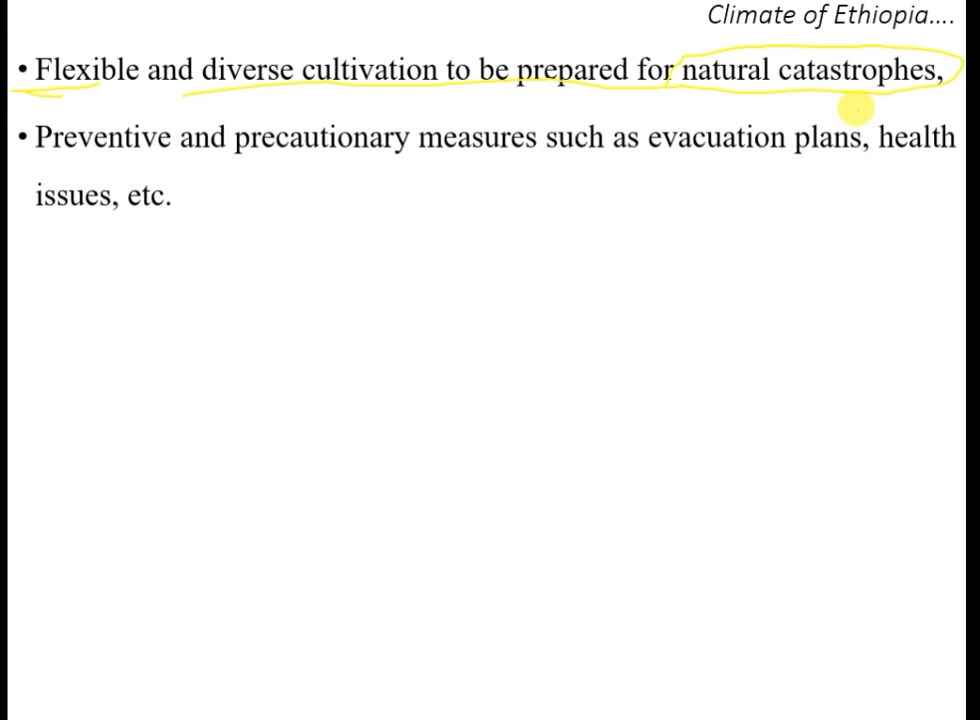 Climate of Ethiopia....
• Flexible and diverse cultivation to be prepared for natural catastrophes,
• Preventive and precautionary measures such as evacuation plans, health
issues, etc.